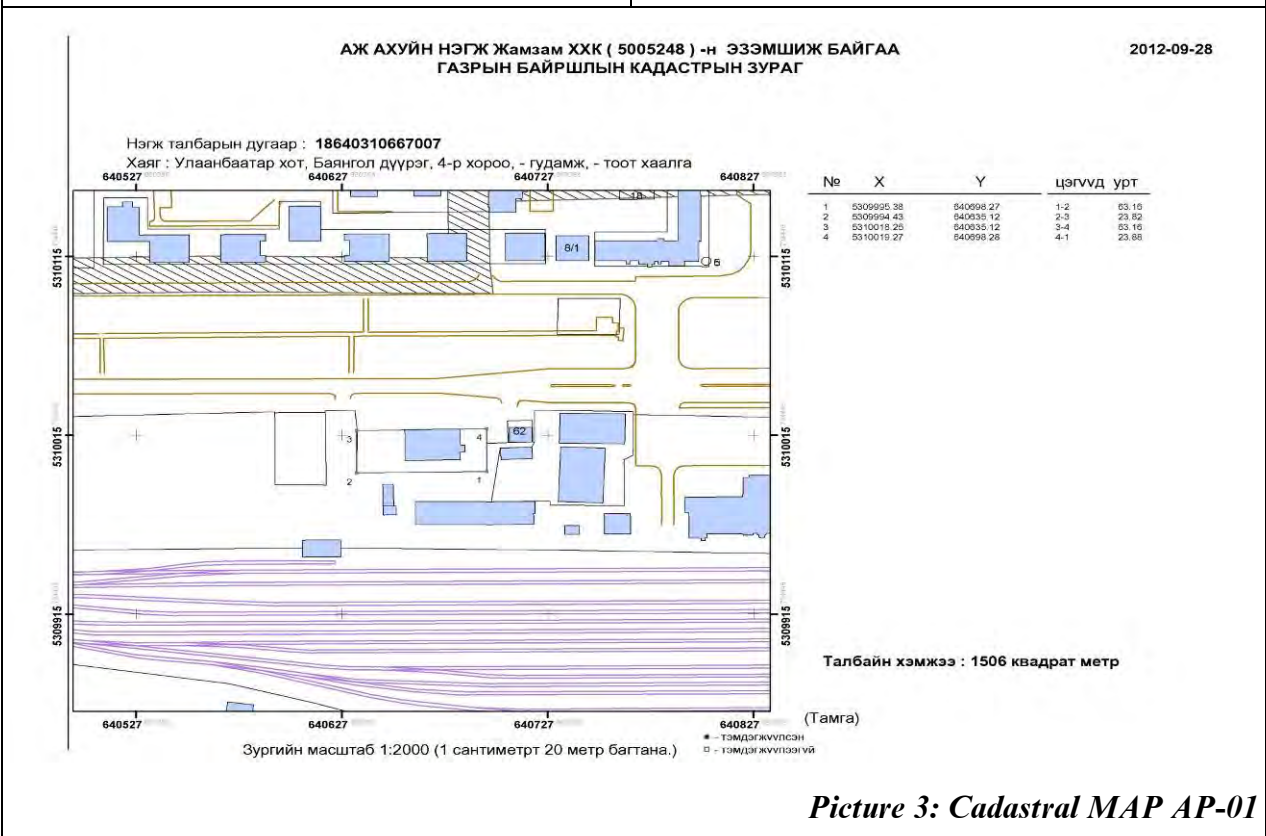 АЖ АХУЙН НЭГЖ Жамзам ХХК ( 5005248 ) -н ЭЗЭМШИЖ БАЙГАА
ГАЗРЫН БАЙРШЛЫН КАДАСТРЫН ЗУРАГ
2012-09-28
Нэгж талбарын дугаар : 18640310667007
Хаяг : Улаанбаатар хот, Баянгол дүүрэг, 4-р хороо, - гудамж, - тоот хаалга
640527 640627 640727 640827
№ X Y цэгүүд урт
1 5309995.38 640698.27 1-2 63.16
2 5309994.43 640635.12 2-3 23.82
3 5310018.25 640635.12 3-4 63.16
4 5310019.27 640698.28 4-1 23.88
18
8/1
6
5310115 5310115
62
3 4
5310015 5310015
2 1
5309915 5309915
Талбайн хэмжээ : 1506 квадрат метр
640527 640627 640727 640827
(Тамга)
- тэмдэгжүүлсэн
Зургийн масштаб 1:2000 (1 сантиметрт 20 метр багтана.)
- тэмдэгжүүлээгүй
Picture 3: Cadastral MAP AP-01